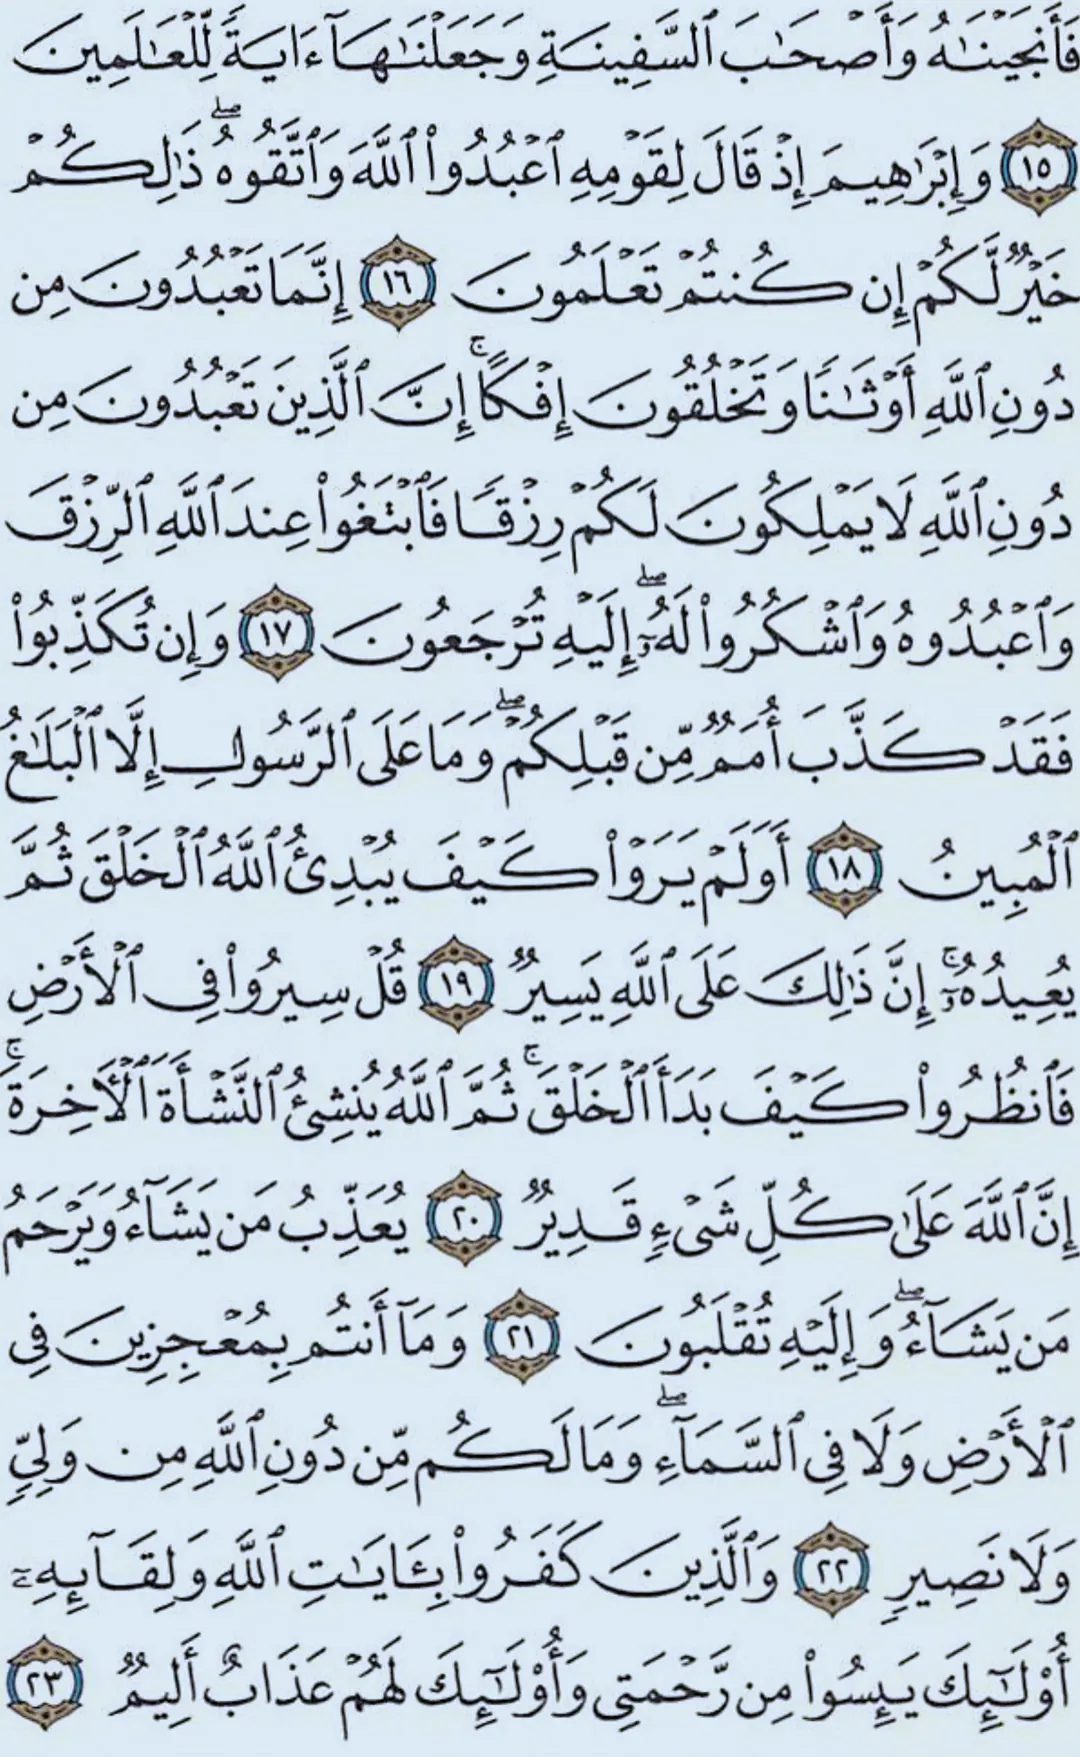 فَأَنجَيْنَٰهُ وَأَصْحَٰبَ ٱلسَّفِينَةِ وَجَعَلْنَٰهَآ ءَايَةً لِّلْعَٰلَمِينَ
١٥ وَإِبْرَٰهِيمَ إِذْ قَالَ لِقَوْمِهِ ٱعْبُدُوا۟ ٱللَّهَ وَٱتَّقُوهُ ۖ ذَٰلِكُمْ
خَيْرٌ لَّكُمْ إِن كُنتُمْ تَعْلَمُونَ ١٦ إِنَّمَا تَعْبُدُونَ مِن
دُونِ ٱللَّهِ أَوْثَٰنًا وَتَخْلُقُونَ إِفْكًا ۚ إِنَّ ٱلَّذِينَ تَعْبُدُونَ مِن
دُونِ ٱللَّهِ لَا يَمْلِكُونَ لَكُمْ رِزْقًا فَٱبْتَغُوا۟ عِندَ ٱللَّهِ ٱلرِّزْقَ
وَٱعْبُدُوهُ وَٱشْكُرُوا۟ لَهُۥٓ ۖ إِلَيْهِ تُرْجَعُونَ ١٧ وَإِن تُكَذِّبُوا۟
فَقَدْ كَذَّبَ أُمَمٌ مِّن قَبْلِكُمْ ۖ وَمَا عَلَى ٱلرَّسُولِ إِلَّا ٱلْبَلَٰغُ
ٱلْمُبِينُ ١٨ أَوَلَمْ يَرَوْا۟ كَيْفَ يُبْدِئُ ٱللَّهُ ٱلْخَلْقَ ثُمَّ
يُعِيدُهُۥٓ ۚ إِنَّ ذَٰلِكَ عَلَى ٱللَّهِ يَسِيرٌ ١٩ قُلْ سِيرُوا۟ فِى ٱلْأَرْضِ
فَٱنظُرُوا۟ كَيْفَ بَدَأَ ٱلْخَلْقَ ۚ ثُمَّ ٱللَّهُ يُنشِئُ ٱلنَّشْأَةَ ٱلْأَخِرَةَ ۚ
إِنَّ ٱللَّهَ عَلَىٰ كُلِّ شَىْءٍ قَدِيرٌ ٢٠ يُعَذِّبُ مَن يَشَآءُ وَيَرْحَمُ
مَن يَشَآءُ ۖ وَإِلَيْهِ تُقْلَبُونَ ٢١ وَمَآ أَنتُم بِمُعْجِزِينَ فِى
ٱلْأَرْضِ وَلَا فِى ٱلسَّمَآءِ ۖ وَمَا لَكُم مِّن دُونِ ٱللَّهِ مِن وَلِىٍّ
وَلَا نَصِيرٍ ٢٢ وَٱلَّذِينَ كَفَرُوا۟ بِـَٔايَٰتِ ٱللَّهِ وَلِقَآئِهِۦٓ
أُو۟لَٰٓئِكَ يَئِسُوا۟ مِن رَّحْمَتِى وَأُو۟لَٰٓئِكَ لَهُمْ عَذَابٌ أَلِيمٌ ٢٣